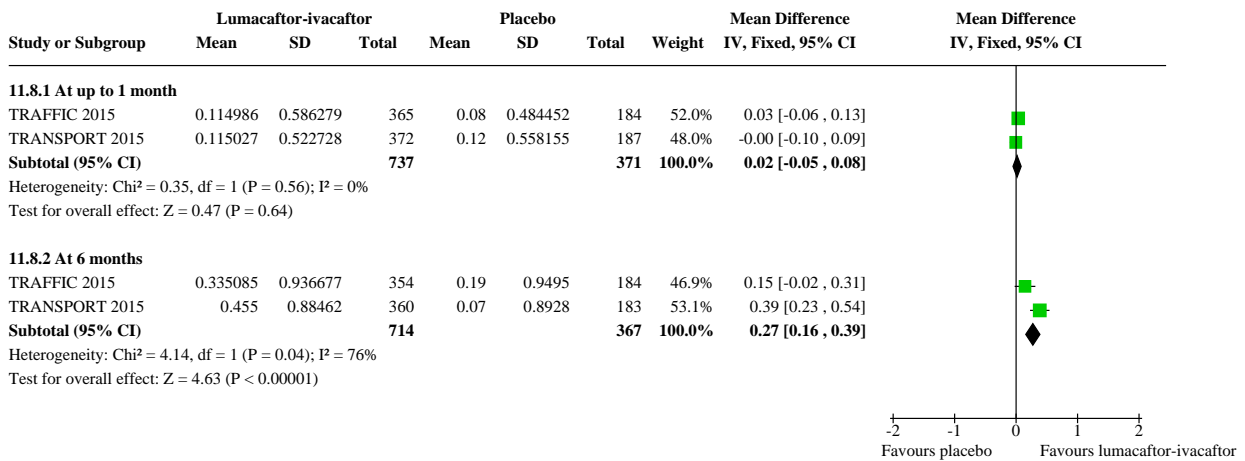 Lumacaftor-ivacaftor Placebo Mean Difference Mean Difference
Study or Subgroup Mean SD Total Mean SD Total Weight IV, Fixed, 95% CI IV, Fixed, 95% CI
11.8.1 At up to 1 month
TRAFFIC 2015 0.114986 0.586279 365 0.08 0.484452 184 52.0% 0.03 [-0.06 , 0.13]
TRANSPORT 2015 0.115027 0.522728 372 0.12 0.558155 187 48.0% -0.00 [-0.10 , 0.09]
Subtotal (95% CI) 737 371 100.0% 0.02 [-0.05 , 0.08]
Heterogeneity: Chi² = 0.35, df = 1 (P = 0.56); I² = 0%
Test for overall effect: Z = 0.47 (P = 0.64)
11.8.2 At 6 months
TRAFFIC 2015 0.335085 0.936677 354 0.19 0.9495 184 46.9% 0.15 [-0.02 , 0.31]
TRANSPORT 2015 0.455 0.88462 360 0.07 0.8928 183 53.1% 0.39 [0.23 , 0.54]
Subtotal (95% CI) 714 367 100.0% 0.27 [0.16 , 0.39]
Heterogeneity: Chi² = 4.14, df = 1 (P = 0.04); I² = 76%
Test for overall effect: Z = 4.63 (P < 0.00001)
-2 -1 0 1 2
Favours placebo Favours lumacaftor-ivacaftor